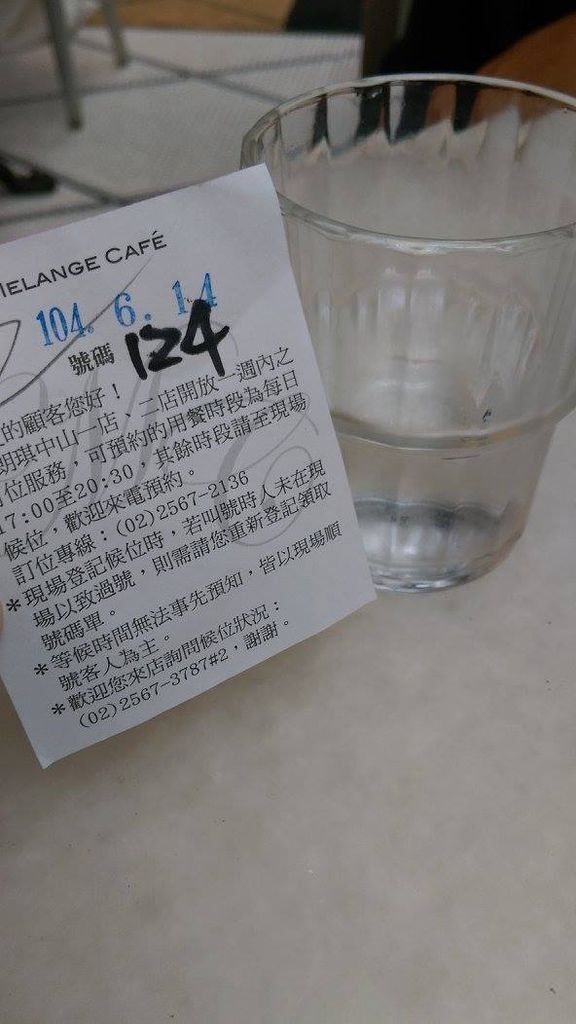 MELANGE CAFÉ
104. 6. 14
號碼 124
的顧客您好！
朗琪中山一店、二店開放一週內之
位服務，可預約的用餐時段為每日
17:00至20:30，其餘時段請至現場
候位，歡迎來電預約。
訂位專線：(02)2567-2136
*現場登記候位時，若叫號時人未在現
場以致過號，則需請您重新登記領取
號碼單。
*等候時間無法事先預知，皆以現場順
號客人為主。
*歡迎您來店詢問候位狀況：
(02)2567-3787#2，謝謝。